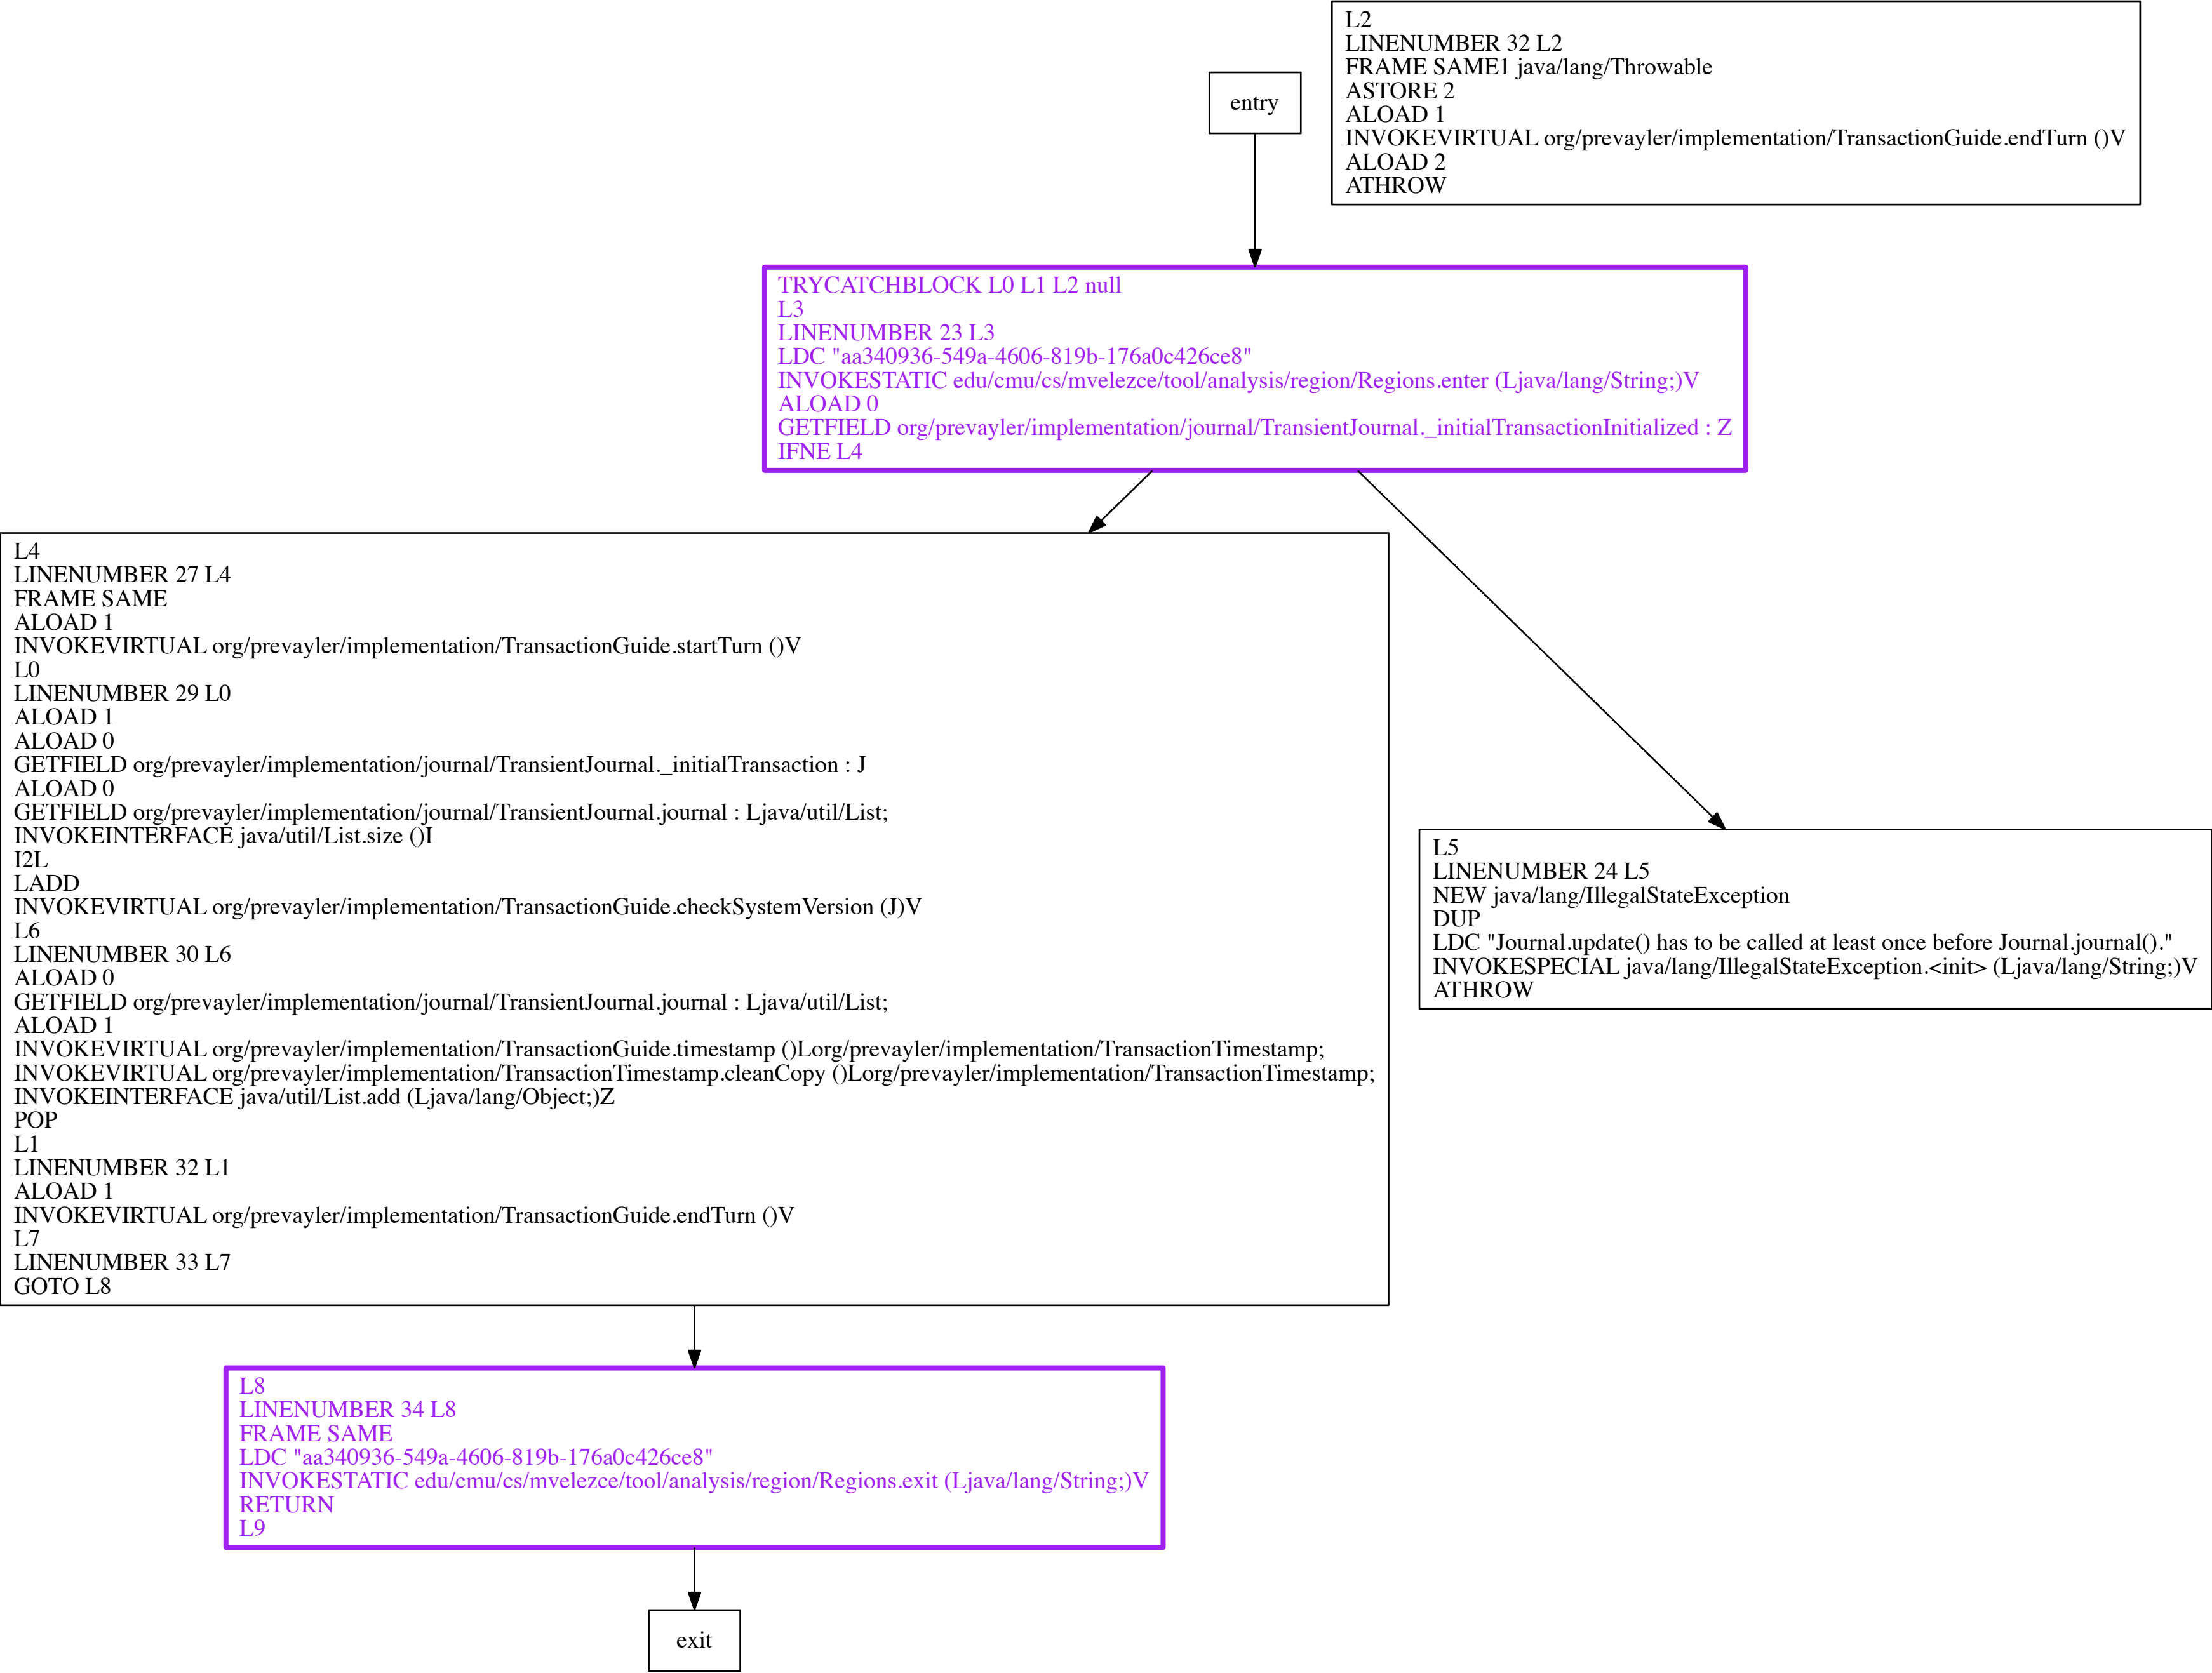 L2
LINENUMBER 32 L2
FRAME SAME1 java/lang/Throwable
ASTORE 2
ALOAD 1
INVOKEVIRTUAL org/prevayler/implementation/TransactionGuide.endTurn ()V
ALOAD 2
ATHROW
entry
TRYCATCHBLOCK L0 L1 L2 null
L3
LINENUMBER 23 L3
LDC "aa340936-549a-4606-819b-176a0c426ce8"
INVOKESTATIC edu/cmu/cs/mvelezce/tool/analysis/region/Regions.enter (Ljava/lang/String;)V
ALOAD 0
GETFIELD org/prevayler/implementation/journal/TransientJournal._initialTransactionInitialized : Z
IFNE L4
L4
LINENUMBER 27 L4
FRAME SAME
ALOAD 1
INVOKEVIRTUAL org/prevayler/implementation/TransactionGuide.startTurn ()V
L0
LINENUMBER 29 L0
ALOAD 1
ALOAD 0
GETFIELD org/prevayler/implementation/journal/TransientJournal._initialTransaction : J
ALOAD 0
GETFIELD org/prevayler/implementation/journal/TransientJournal.journal : Ljava/util/List;
INVOKEINTERFACE java/util/List.size ()I
I2L
LADD
INVOKEVIRTUAL org/prevayler/implementation/TransactionGuide.checkSystemVersion (J)V
L6
LINENUMBER 30 L6
ALOAD 0
GETFIELD org/prevayler/implementation/journal/TransientJournal.journal : Ljava/util/List;
ALOAD 1
INVOKEVIRTUAL org/prevayler/implementation/TransactionGuide.timestamp ()Lorg/prevayler/implementation/TransactionTimestamp;
INVOKEVIRTUAL org/prevayler/implementation/TransactionTimestamp.cleanCopy ()Lorg/prevayler/implementation/TransactionTimestamp;
INVOKEINTERFACE java/util/List.add (Ljava/lang/Object;)Z
POP
L1
LINENUMBER 32 L1
ALOAD 1
INVOKEVIRTUAL org/prevayler/implementation/TransactionGuide.endTurn ()V
L7
LINENUMBER 33 L7
GOTO L8
L5
LINENUMBER 24 L5
NEW java/lang/IllegalStateException
DUP
LDC "Journal.update() has to be called at least once before Journal.journal()."
INVOKESPECIAL java/lang/IllegalStateException.<init> (Ljava/lang/String;)V
ATHROW
L8
LINENUMBER 34 L8
FRAME SAME
LDC "aa340936-549a-4606-819b-176a0c426ce8"
INVOKESTATIC edu/cmu/cs/mvelezce/tool/analysis/region/Regions.exit (Ljava/lang/String;)V
RETURN
L9
exit